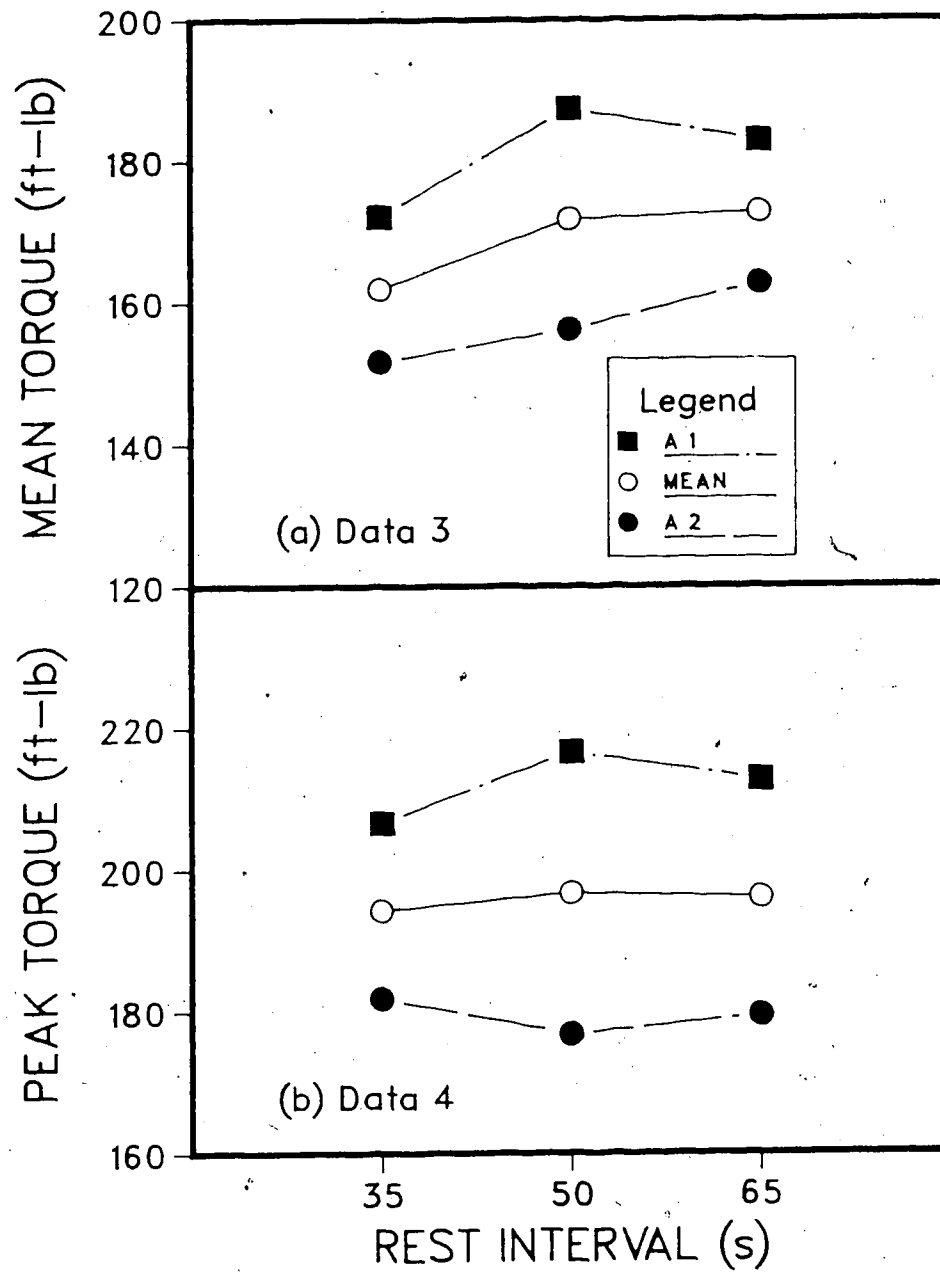 MEAN TORQUE (ft-lb)
200
180
160
140
120
Legend
A 1
MEAN
A 2
(a) Data 3
PEAK TORQUE (ft-lb)
220
200
180
160
(b) Data 4
35 50 65
REST INTERVAL (s)